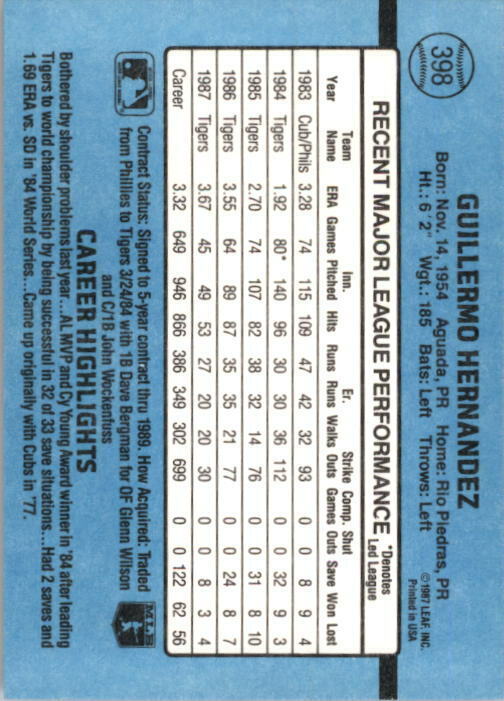 398
GUILLERMO HERNANDEZ
Born: Nov. 14, 1954 Aguada, PR Home: Rio Piedras, PR
Ht.: 6'2" Wgt.: 185 Bats: Left Throws: Left
©1987 LEAF, INC.
Printed in USA
RECENT MAJOR LEAGUE PERFORMANCE *Denotes Led League
Year Team Name ERA Games Inn. Pitched Hits Runs Er. Runs Walks Strike Outs Comp. Games Shut Outs Save Won Lost
1983 Cub/Phils 3.28 74 115 109 47 42 32 93 0 0 8 9 4
1984 Tigers 1.92 80* 140 96 30 30 36 112 0 0 32 9 3
1985 Tigers 2.70 74 107 82 38 32 14 76 0 0 31 8 10
1986 Tigers 3.55 64 89 87 35 35 21 77 0 0 24 8 7
1987 Tigers 3.67 45 49 53 27 20 20 30 0 0 8 3 4
Career 3.32 649 946 866 386 349 302 699 0 0 122 62 56
Contract Status: Signed to 5-year contract thru 1989. How Acquired: Traded
from Phillies to Tigers 3/24/84 with 1B Dave Bergman for OF Glenn Wilson
and C/1B John Wockenfuss
MLB
CAREER HIGHLIGHTS
Bothered by shoulder problems last year...AL MVP and Cy Young Award winner in '84 after leading
Tigers to world championship by being successful in 32 of 33 save situations...Had 2 saves and
1.69 ERA vs. SD in '84 World Series...Came up originally with Cubs in '77.